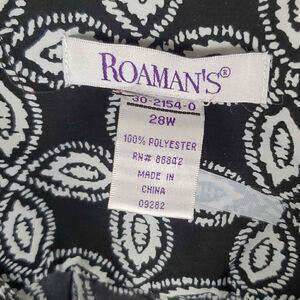 ROAMAN'S®
30-2154-0
28W
100% POLYESTER
RN# 88842
MADE IN
CHINA
09282